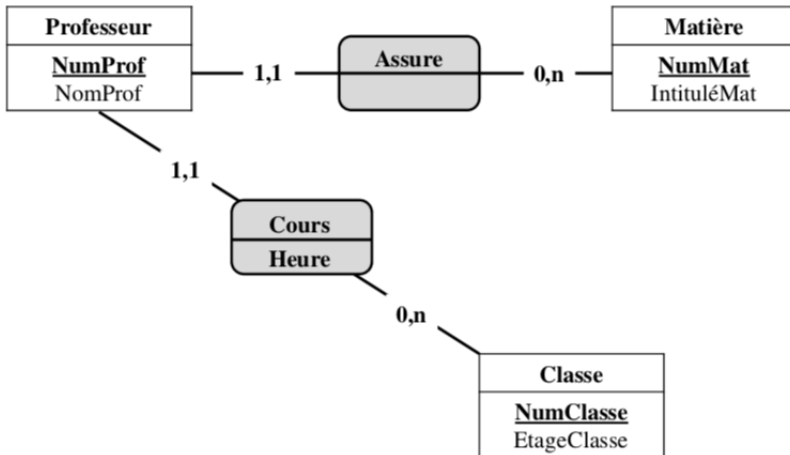 Professeur
NumProf
NomProf
1,1
Assure
0,n
Matière
NumMat
IntituléMat
1,1
Cours
Heure
0,n
Classe
NumClasse
EtageClasse